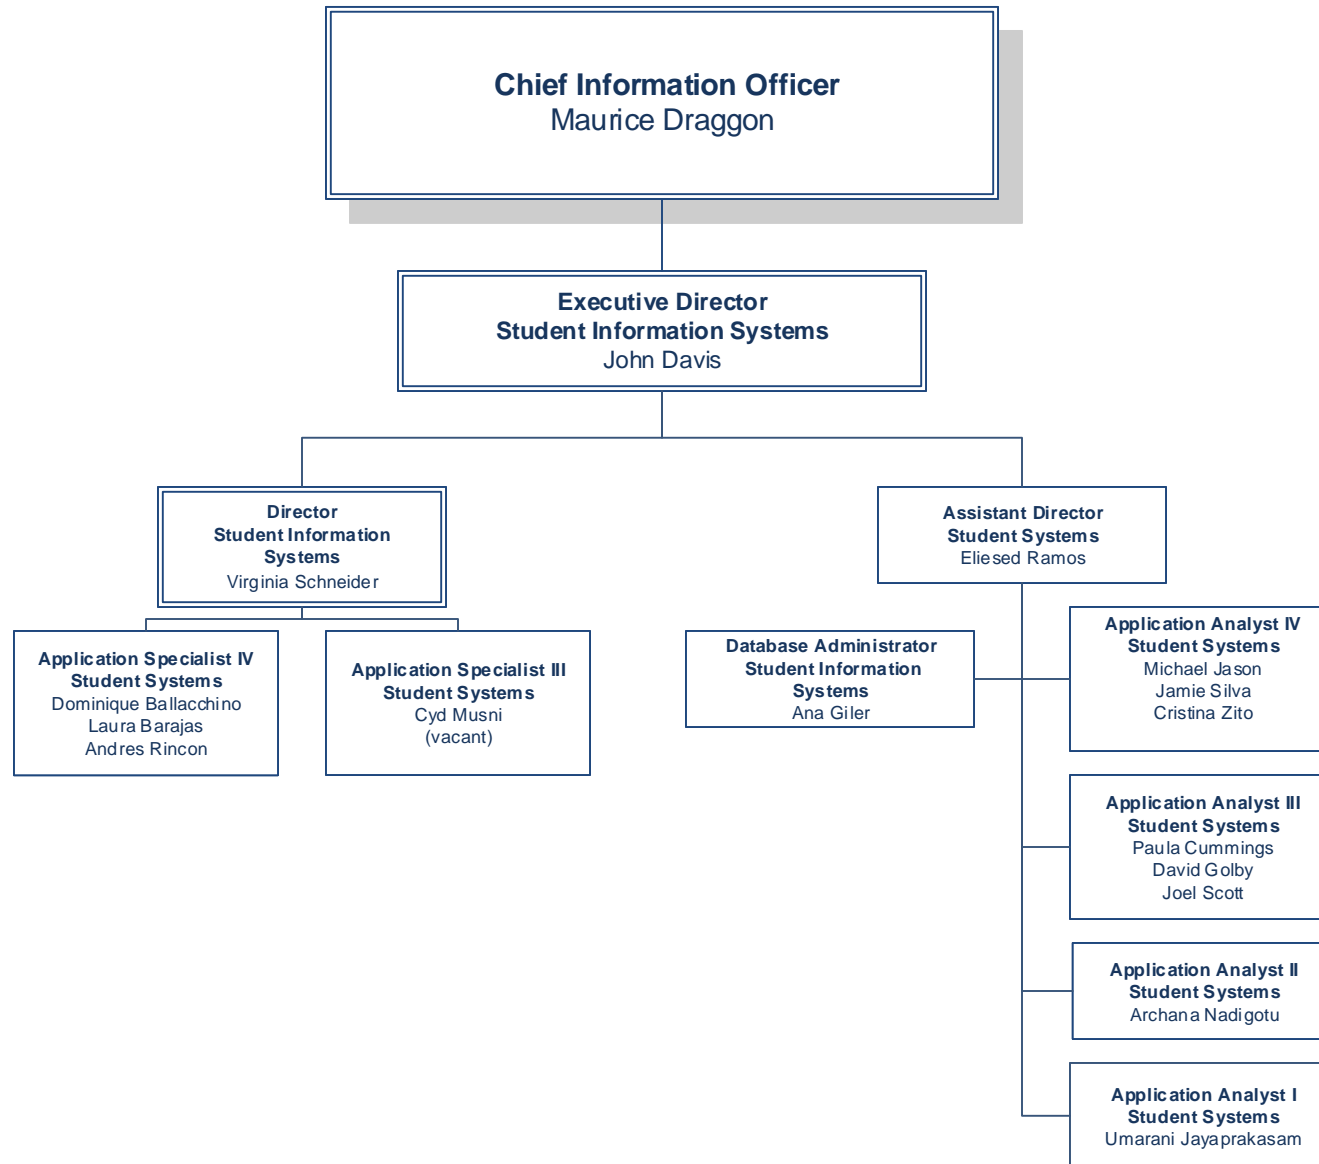 Chief Information Officer
Maurice Draggon
Executive Director
Student Information Systems
John Davis
Director
Student Information
Systems
Virginia Schneider
Assistant Director
Student Systems
Eliesed Ramos
Application Specialist IV
Student Systems
Dominique Ballacchino
Laura Barajas
Andres Rincon
Application Specialist III
Student Systems
Cyd Musni
(vacant)
Database Administrator
Student Information
Systems
Ana Giler
Application Analyst IV
Student Systems
Michael Jason
Jamie Silva
Cristina Zito
Application Analyst III
Student Systems
Paula Cummings
David Golby
Joel Scott
Application Analyst II
Student Systems
Archana Nadigotu
Application Analyst I
Student Systems
Umarani Jayaprakasam